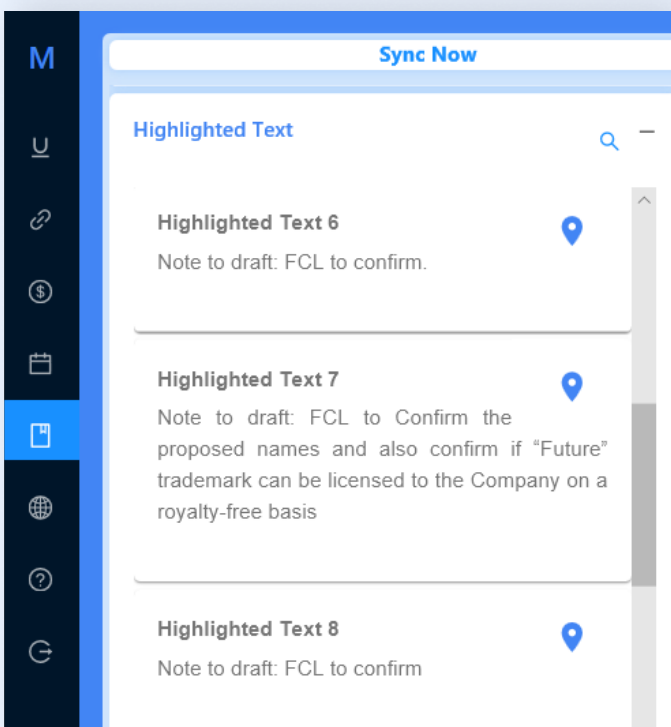 M
Sync Now
Highlighted Text
Highlighted Text 6
Note to draft: FCL to confirm.
Highlighted Text 7
Note to draft: FCL to Confirm the
proposed names and also confirm if “Future”
trademark can be licensed to the Company on a
royalty-free basis
Highlighted Text 8
Note to draft: FCL to confirm